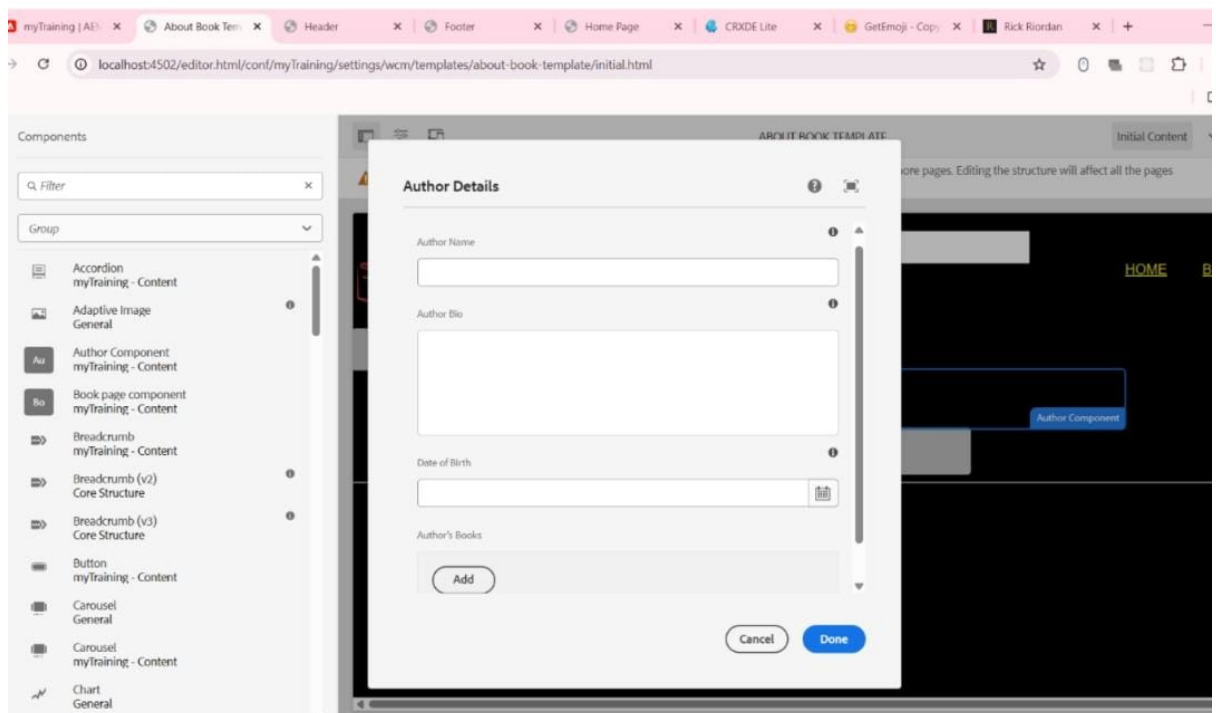 myTraining | AEM
About Book Tem
Header
Footer
Home Page
CRXDE Lite
GetEmoji - Copy
Rick Riordan
localhost:4502/editor.html/conf/myTraining/settings/wcm/templates/about-book-template/initial.html
Components
Filter
Group
Accordion
myTraining - Content
Adaptive Image
General
Au
Author Component
myTraining - Content
Bo
Book page component
myTraining - Content
Breadcrumb
myTraining - Content
Breadcrumb (v2)
Core Structure
Breadcrumb (v3)
Core Structure
Button
myTraining - Content
Carousel
General
Carousel
myTraining - Content
Chart
General
ABOUT BOOK TEMPLATE
Initial Content
ore pages. Editing the structure will affect all the pages
HOME
B
Author Component
Author Details
Author Name
Author Bio
Date of Birth
Author's Books
Add
Cancel
Done